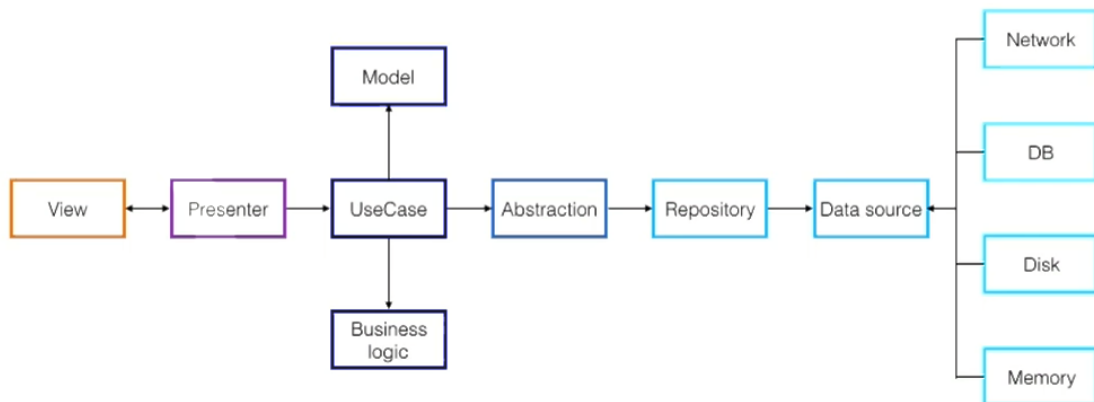 Network
Model
DB
View
Presenter
UseCase
Abstraction
Repository
Data source
Disk
Business
logic
Memory